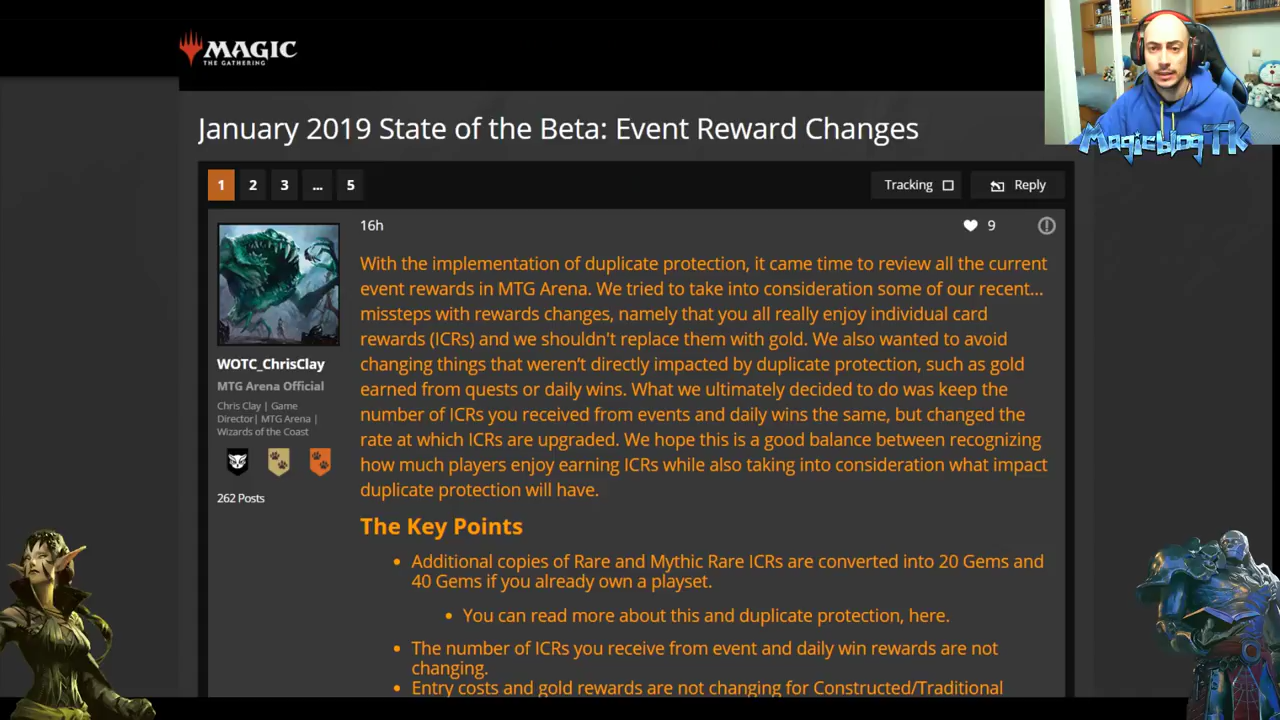 MAGIC
THE GATHERING
MagicblogTK
January 2019 State of the Beta: Event Reward Changes
1 2 3 ... 5
Tracking Reply
16h
9
With the implementation of duplicate protection, it came time to review all the current
event rewards in MTG Arena. We tried to take into consideration some of our recent...
missteps with rewards changes, namely that you all really enjoy individual card
rewards (ICRs) and we shouldn't replace them with gold. We also wanted to avoid
changing things that weren't directly impacted by duplicate protection, such as gold
earned from quests or daily wins. What we ultimately decided to do was keep the
number of ICRs you received from events and daily wins the same, but changed the
rate at which ICRs are upgraded. We hope this is a good balance between recognizing
how much players enjoy earning ICRs while also taking into consideration what impact
duplicate protection will have.
WOTC_ChrisClay
MTG Arena Official
Chris Clay | Game
Director| MTG Arena |
Wizards of the Coast
262 Posts
The Key Points
• Additional copies of Rare and Mythic Rare ICRs are converted into 20 Gems and
40 Gems if you already own a playset.
• You can read more about this and duplicate protection, here.
• The number of ICRs you receive from event and daily win rewards are not
changing.
• Entry costs and gold rewards are not changing for Constructed/Traditional